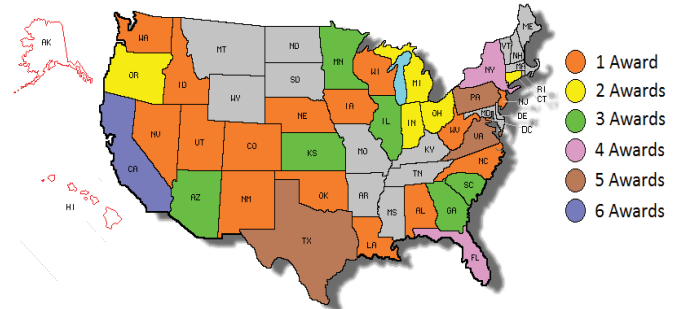 AK
WA
MT
ND
MN
ME
VT
NH
MA
NY
WI
MI
OR
ID
SD
WY
IA
PA
NJ
RI
CT
NE
IL
IN
OH
MD
DE
DC
NV
UT
CO
KS
MO
WV
VA
KY
CA
NC
TN
AZ
NM
OK
AR
SC
MS
AL
GA
TX
LA
FL
HI
1 Award
2 Awards
3 Awards
4 Awards
5 Awards
6 Awards